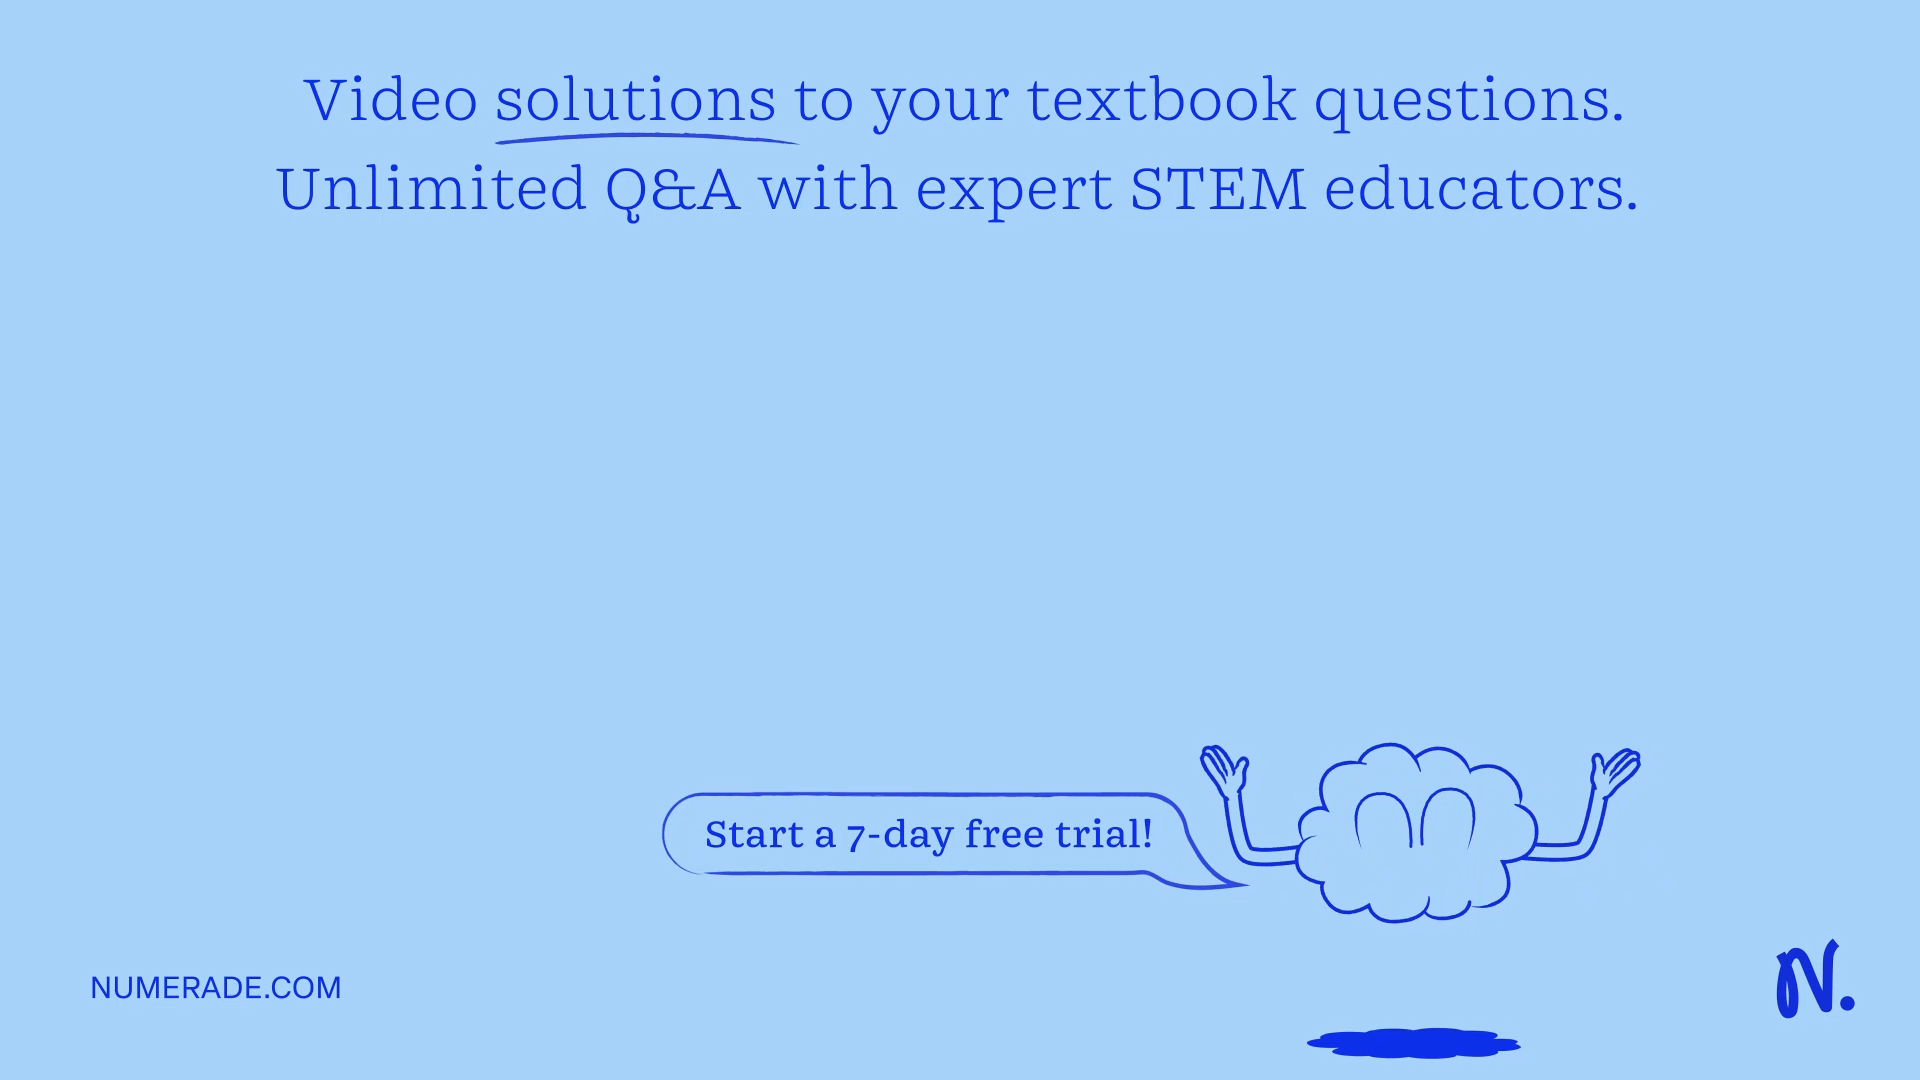 Video solutions to your textbook questions.
Unlimited Q&A with expert STEM educators.
Start a 7-day free trial!
NUMERADE.COM
N.